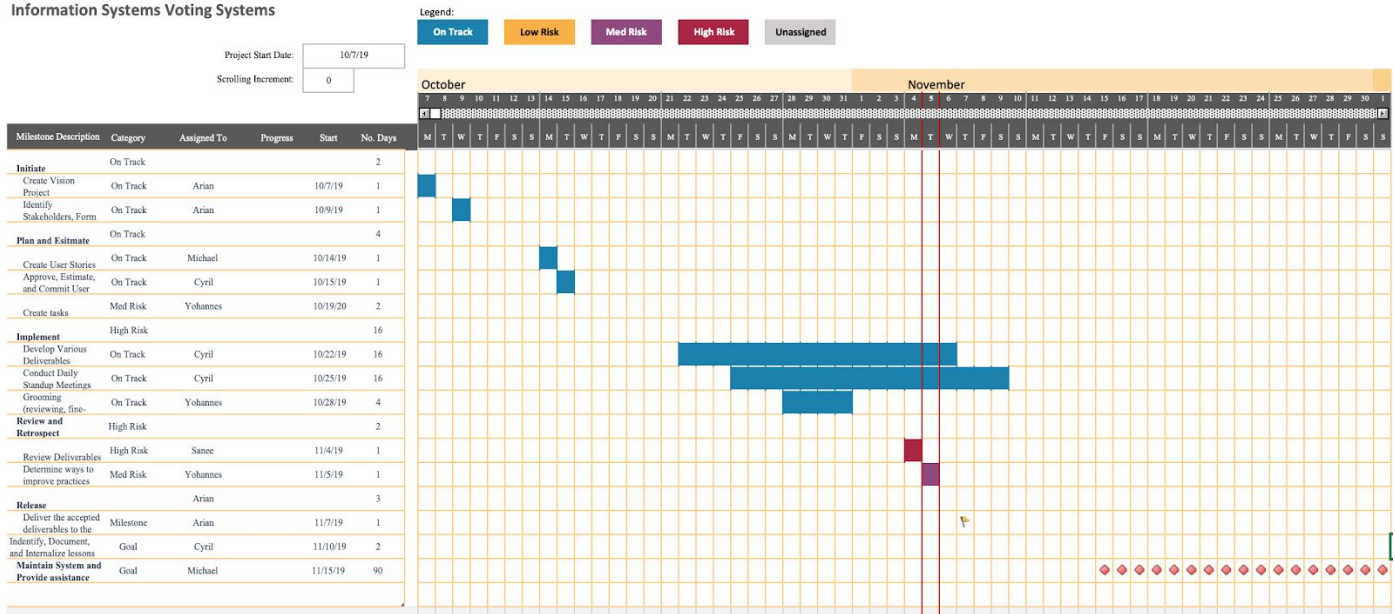 Information Systems Voting Systems
Legend:
On Track Low Risk Med Risk High Risk Unassigned
Project Start Date: 10/7/19
Scrolling Increment: 0
October November
7 8 9 10 11 12 13 14 15 16 17 18 19 20 21 22 23 24 25 26 27 28 29 30 31 1 2 3 4 5 6 7 8 9 10 11 12 13 14 15 16 17 18 19 20 21 22 23 24 25 26 27 28 29 30 1
Milestone Description Category Assigned To Progress Start No. Days M T W T F S S M T W T F S S M T W T F S S M T W T F S S M T W T F S S M T W T F S S M T W T F S S M T W T F S S
Initiate On Track 2
Create Vision
Project On Track Arian 10/7/19 1
Identify
Stakeholders, Form On Track Arian 10/9/19 1
Plan and Esitmate On Track 4
Create User Stories On Track Michael 10/14/19 1
Approve, Estimate,
and Commit User On Track Cyril 10/15/19 1
Create tasks Med Risk Yohannes 10/19/20 2
Implement High Risk 16
Develop Various
Deliverables On Track Cyril 10/22/19 16
Conduct Daily
Standup Meetings On Track Cyril 10/25/19 16
Grooming
(reviewing, fine- On Track Yohannes 10/28/19 4
Review and
Retrospect High Risk 2
Review Deliverables High Risk Sanee 11/4/19 1
Determine ways to
improve practices Med Risk Yohannes 11/5/19 1
Release Arian 3
Deliver the accepted
deliverables to the Milestone Arian 11/7/19 1
Indentify, Document,
and Internalize lessons Goal Cyril 11/10/19 2
Maintain System and
Provide assistance Goal Michael 11/15/19 90